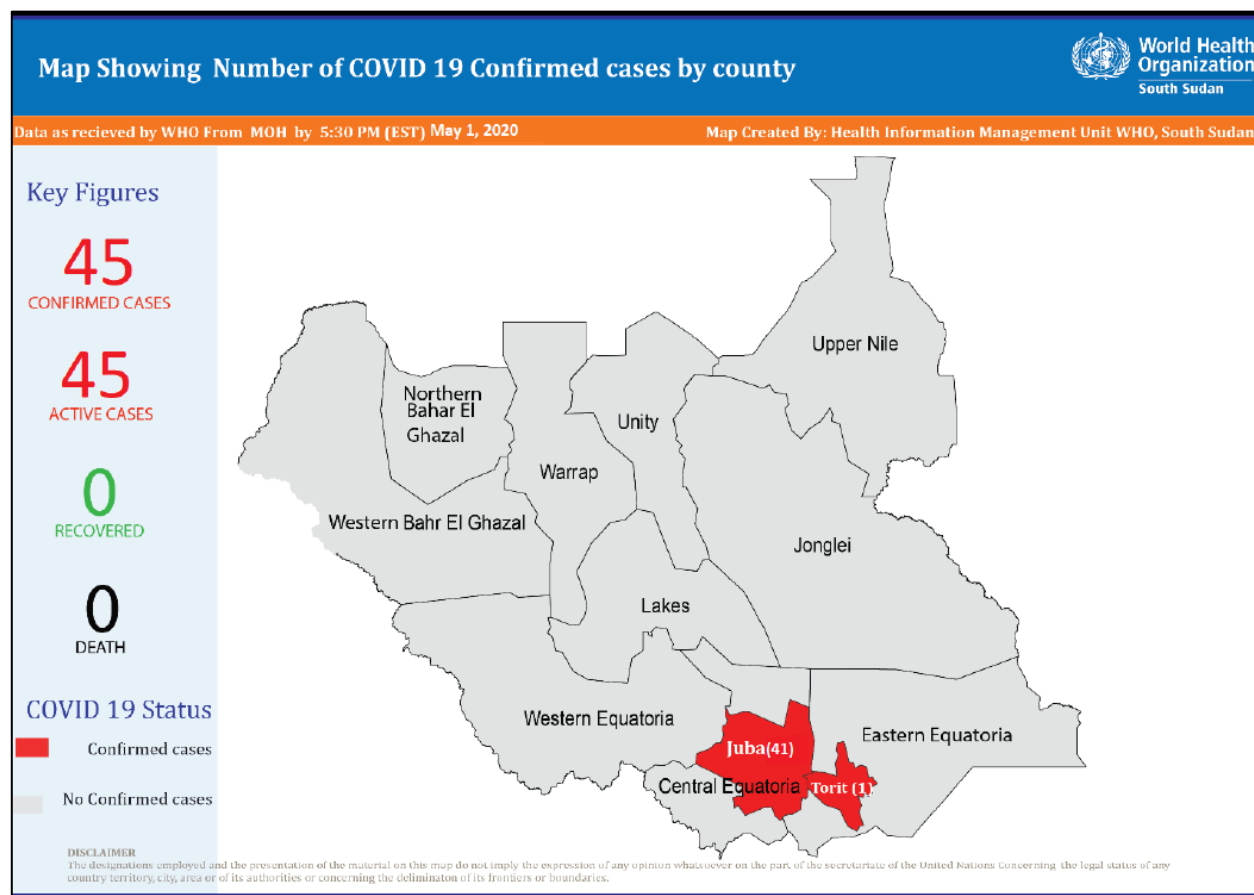 Map Showing Number of COVID 19 Confirmed cases by county
World Health
Organization
South Sudan
Data as recieved by WHO From MOH by 5:30 PM (EST) May 1, 2020
Map Created By: Health Information Management Unit WHO, South Sudan
Key Figures
45
CONFIRMED CASES
45
ACTIVE CASES
0
RECOVERED
0
DEATH
COVID 19 Status
Confirmed cases
No Confirmed cases
Upper Nile
Northern
Bahar El
Ghazal
Unity
Warrap
Western Bahr El Ghazal
Jonglei
Lakes
Western Equatoria
Eastern Equatoria
Juba(41)
Central Equatoria
Torit (1)
DISCLAIMER
The designations employed and the presentation of the material on this map do not imply the expression of any opinion whatsoever on the part of the secretariate of the United Nations Concerning the legal status of any
country territory, city, area or of its authorities or concerning the deliminaton of its frontiers or boundaries.